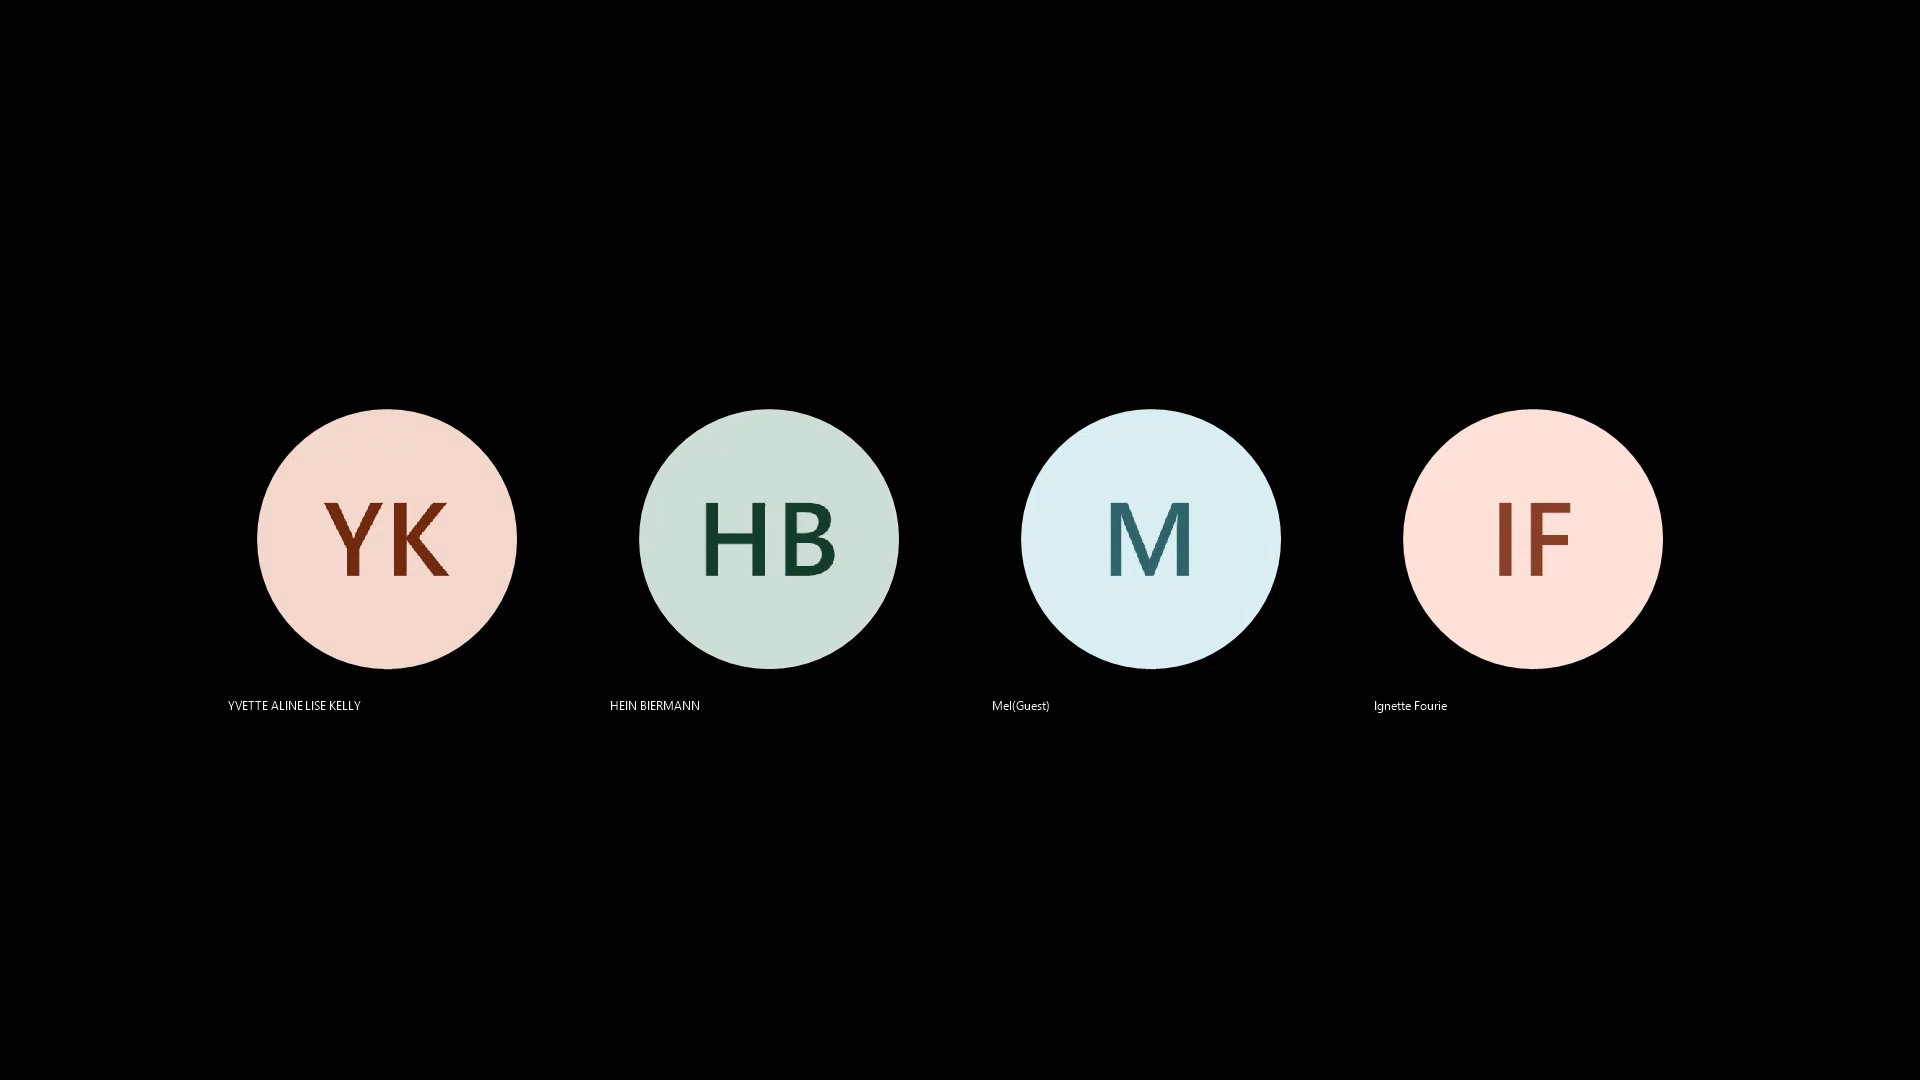 YK
HB
M
IF
YVETTE ALINE LISE KELLY
HEIN BIERMANN
Mel(Guest)
Ignette Fourie